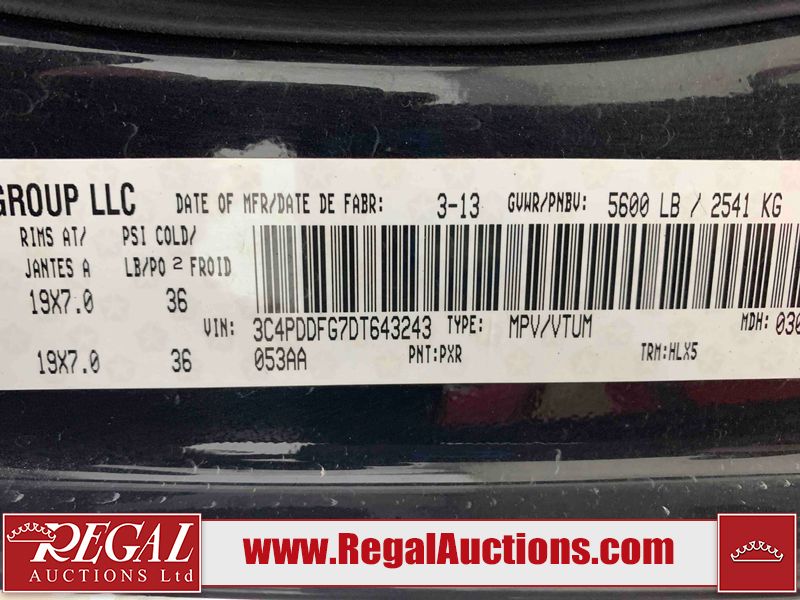 GROUP LLC DATE OF MFR/DATE DE FABR: 3-13 GVWR/PNBV: 5600 LB / 2541 KG
RIMS AT/ PSI COLD/
JANTES A LB/PO 2 FROID
19X7.0 36
VIN: 3C4PDDFG7DT643243 TYPE: MPV/VTUM MDH: 030
19X7.0 36 053AA PNT:PXR TRM:HLX5
REGAL
AUCTIONS Ltd
www.RegalAuctions.com